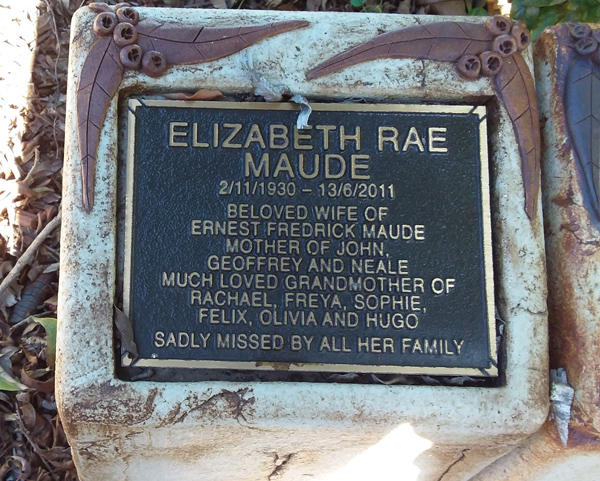 ELIZABETH RAE
MAUDE
2/11/1930 – 13/6/2011
BELOVED WIFE OF
ERNEST FREDRICK MAUDE
MOTHER OF JOHN,
GEOFFREY AND NEALE
MUCH LOVED GRANDMOTHER OF
RACHAEL, FREYA, SOPHIE,
FELIX, OLIVIA AND HUGO
SADLY MISSED BY ALL HER FAMILY